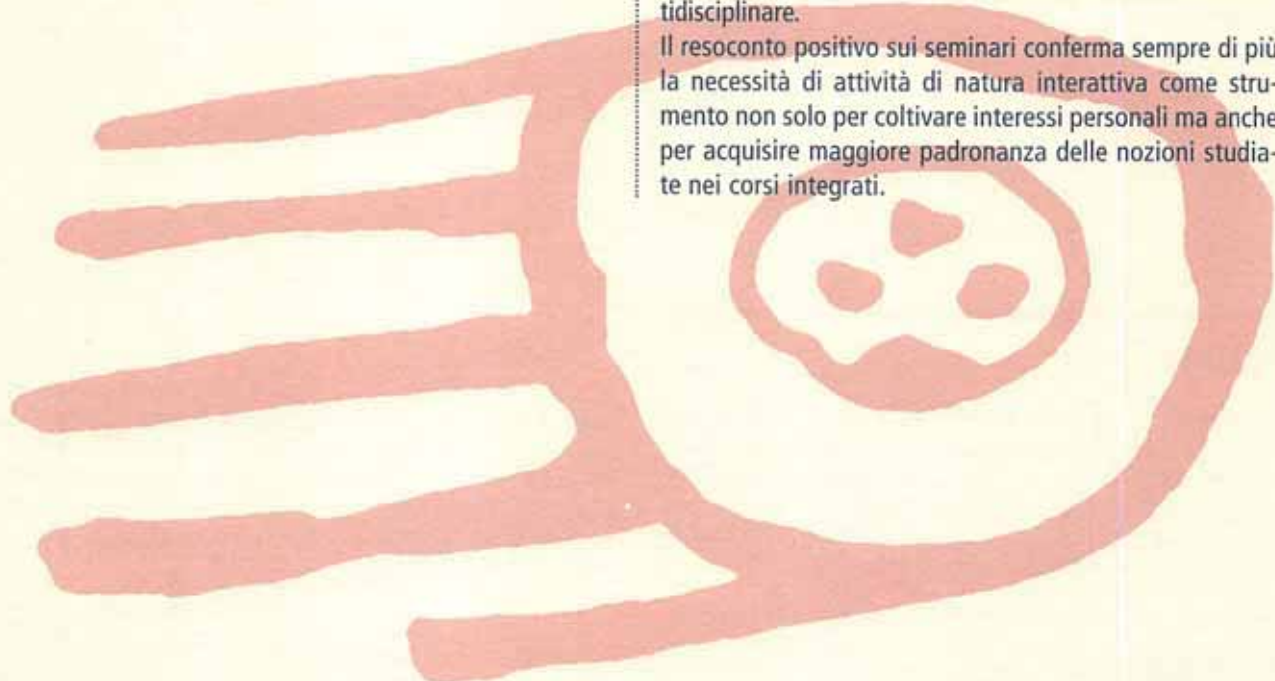 tidisciplinare.
Il resoconto positivo sui seminari conferma sempre di più
la necessità di attività di natura interattiva come stru-
mento non solo per coltivare interessi personali ma anche
per acquisire maggiore padronanza delle nozioni studia-
te nei corsi integrati.